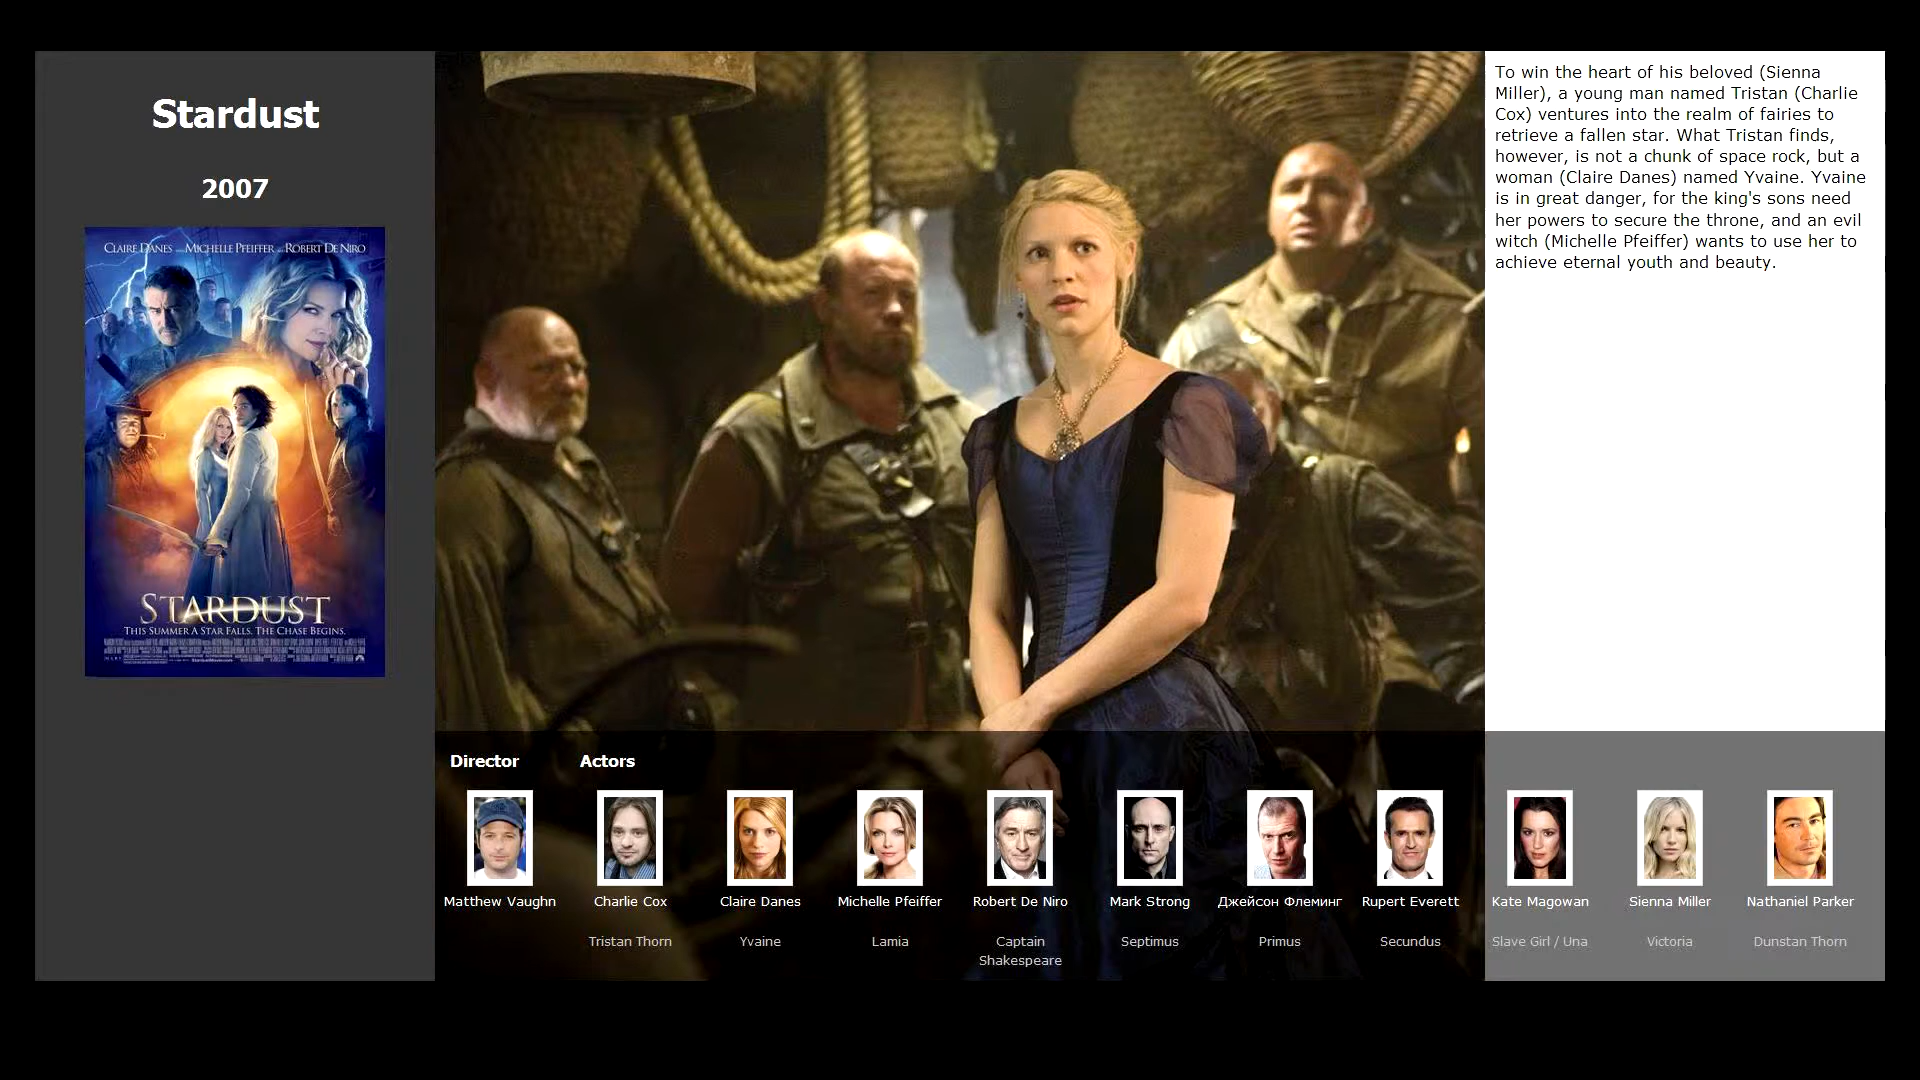 Stardust
2007
CLAIRE DANES MICHELLE PFEIFFER ROBERT DE NIRO
STARDUST
THIS SUMMER A STAR FALLS. THE CHASE BEGINS.
To win the heart of his beloved (Sienna
Miller), a young man named Tristan (Charlie
Cox) ventures into the realm of fairies to
retrieve a fallen star. What Tristan finds,
however, is not a chunk of space rock, but a
woman (Claire Danes) named Yvaine. Yvaine
is in great danger, for the king's sons need
her powers to secure the throne, and an evil
witch (Michelle Pfeiffer) wants to use her to
achieve eternal youth and beauty.
Director Actors
Matthew Vaughn Charlie Cox Claire Danes Michelle Pfeiffer Robert De Niro Mark Strong Джейсон Флеминг Rupert Everett Kate Magowan Sienna Miller Nathaniel Parker
Tristan Thorn Yvaine Lamia Captain Septimus Primus Secundus Slave Girl / Una Victoria Dunstan Thorn
Shakespeare